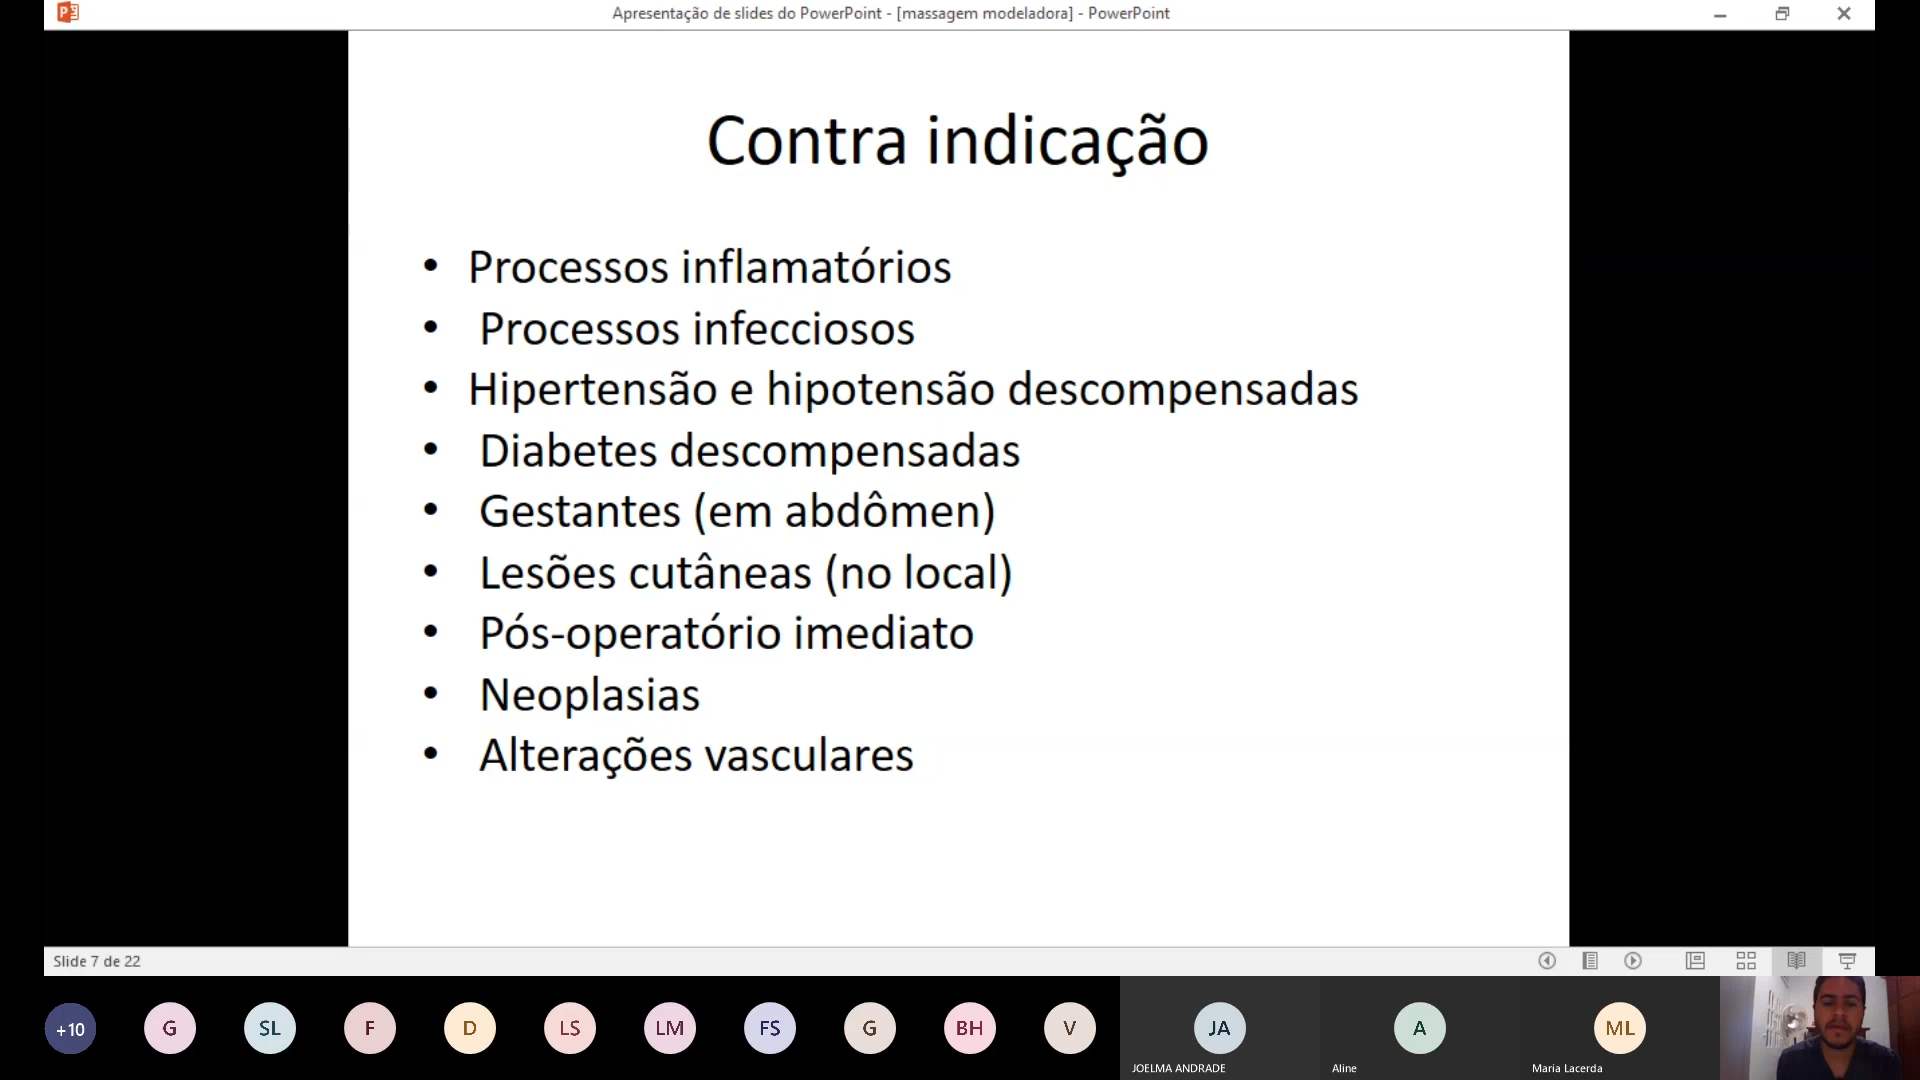 Apresentação de slides do PowerPoint - [massagem modeladora] - PowerPoint
Contra indicação
• Processos inflamatórios
• Processos infecciosos
• Hipertensão e hipotensão descompensadas
• Diabetes descompensadas
• Gestantes (em abdômen)
• Lesões cutâneas (no local)
• Pós-operatório imediato
• Neoplasias
• Alterações vasculares
Slide 7 de 22
+10 G SL F D LS LM FS G BH V JA A ML
JOELMA ANDRADE Aline Maria Lacerda